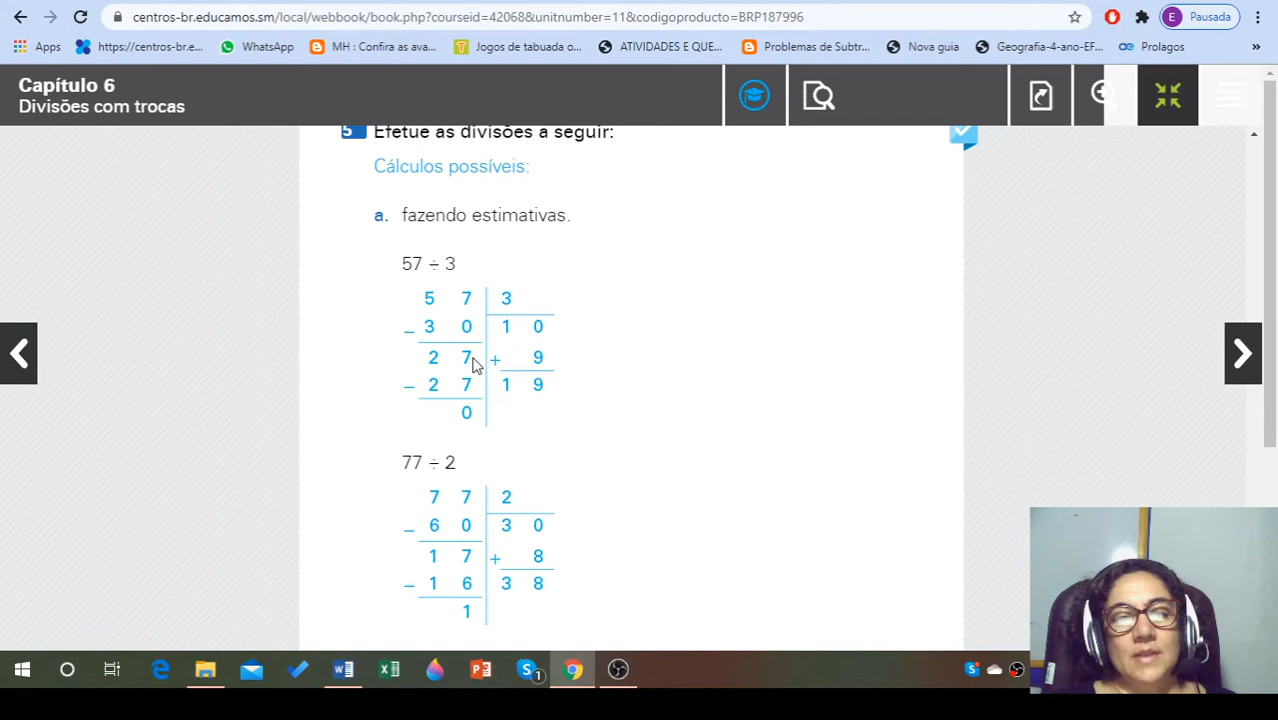 centros-br.educamos.sm/local/webbook/book.php?courseid=42068&unitnumber=11&codigoproducto=BRP187996
E Pausada
Apps https://centros-br.e... WhatsApp MH : Confira as ava... Jogos de tabuada o... ATIVIDADES E QUE... Problemas de Subtr... Nova guia Geografia-4-ano-EF... Prolagos
Capítulo 6
Divisões com trocas
5 Efetue as divisões a seguir:
Cálculos possíveis:
a. fazendo estimativas.
57 ÷ 3
5 7 3
− 3 0 1 0
2 7 + 9
− 2 7 1 9
0
77 ÷ 2
7 7 2
− 6 0 3 0
1 7 + 8
− 1 6 3 8
1
1